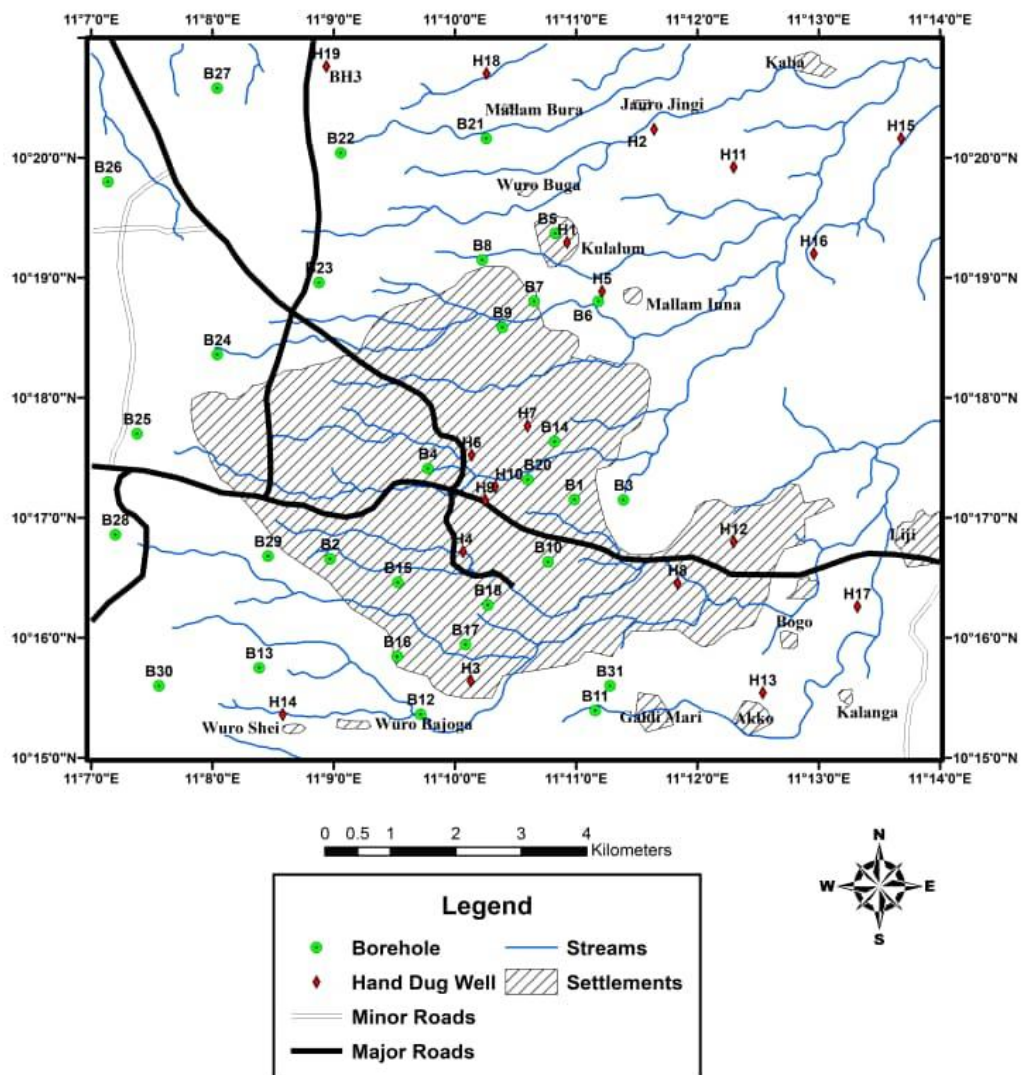 11°7'0"E 11°8'0"E 11°9'0"E 11°10'0"E 11°11'0"E 11°12'0"E 11°13'0"E 11°14'0"E
H19
BH3
H18
Kaba
B27
Mallam Bura
Jauro Jingi
B21
H2
H15
B22
10°20'0"N 10°20'0"N
H11
B26
Wuro Buga
B5
H1
Kulalum
B8
H16
10°19'0"N 10°19'0"N
B23
H5
B7
B6
Mallam Inna
B9
B24
10°18'0"N 10°18'0"N
B25
H7
B14
H6
B4
H10
B20
H9
B1
B3
10°17'0"N 10°17'0"N
B28
H12
Liji
B29
B2
H4
B10
B15
H8
B18
H17
10°16'0"N 10°16'0"N
Bogo
B17
B16
B13
H3
B30
B31
H13
H14
B12
B11
Wuro Shei
Wuro Bajoga
Galdi Mari
Akko
Kalanga
10°15'0"N 10°15'0"N
11°7'0"E 11°8'0"E 11°9'0"E 11°10'0"E 11°11'0"E 11°12'0"E 11°13'0"E 11°14'0"E
0 0.5 1 2 3 4
Kilometers
N
W E
S
Legend
Borehole
Streams
Hand Dug Well
Settlements
Minor Roads
Major Roads